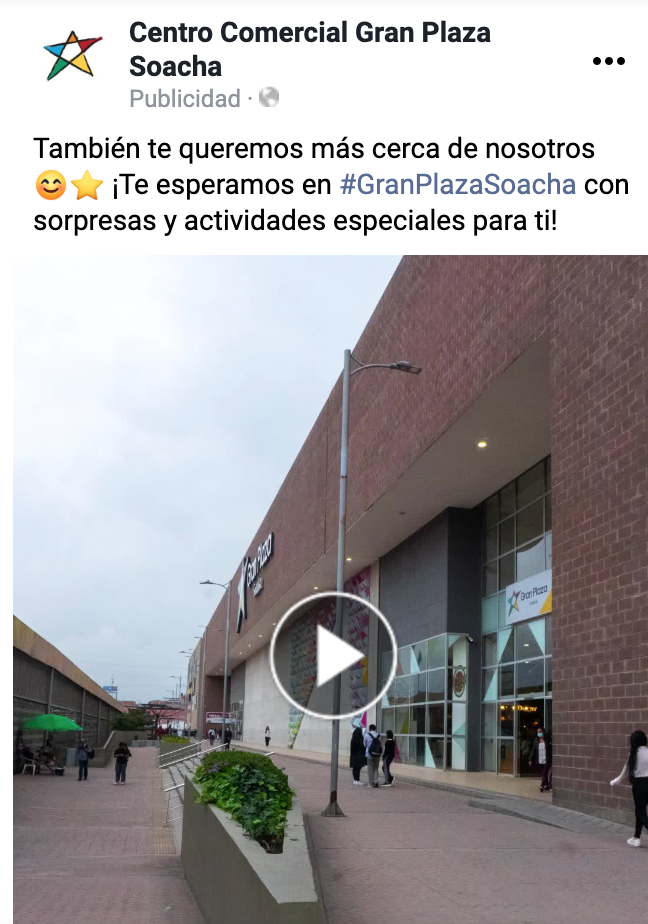 Centro Comercial Gran Plaza
Soacha
Publicidad ·
También te queremos más cerca de nosotros
😊⭐ ¡Te esperamos en #GranPlazaSoacha con
sorpresas y actividades especiales para ti!
Gran Plaza
Gran Plaza